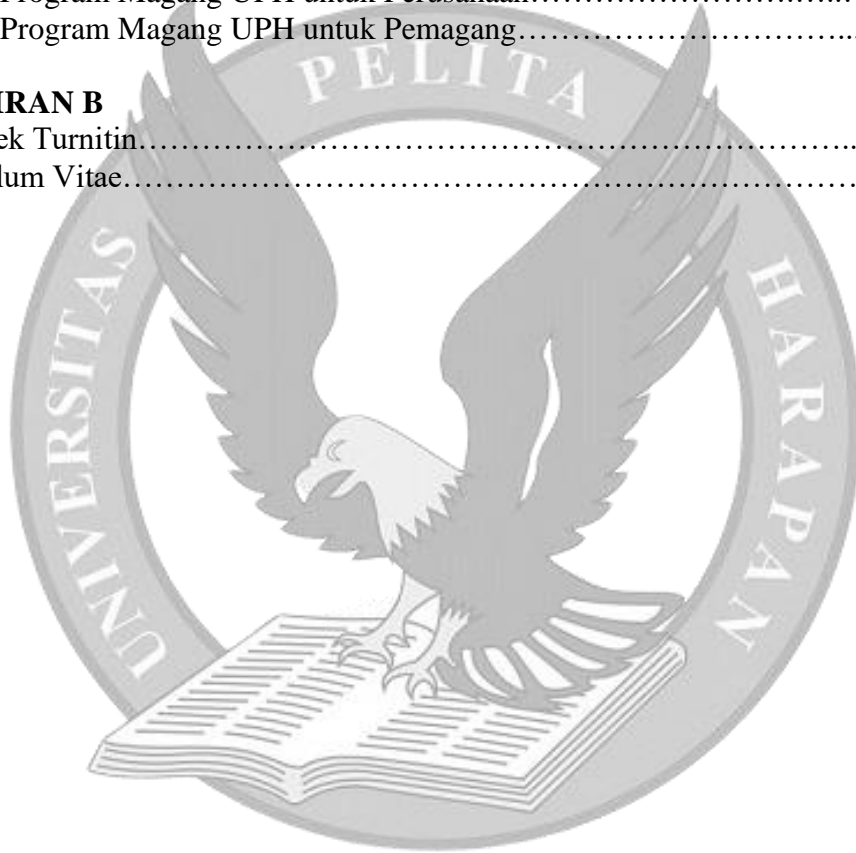 Program Magang UPH untuk Perusahaan……………………….…..…
Program Magang UPH untuk Pemagang…………………………...
IRAN B
ek Turnitin………………………………………………………………...
lum Vitae……………………………………………………………………
UNIVERSITAS PELITA HARAPAN